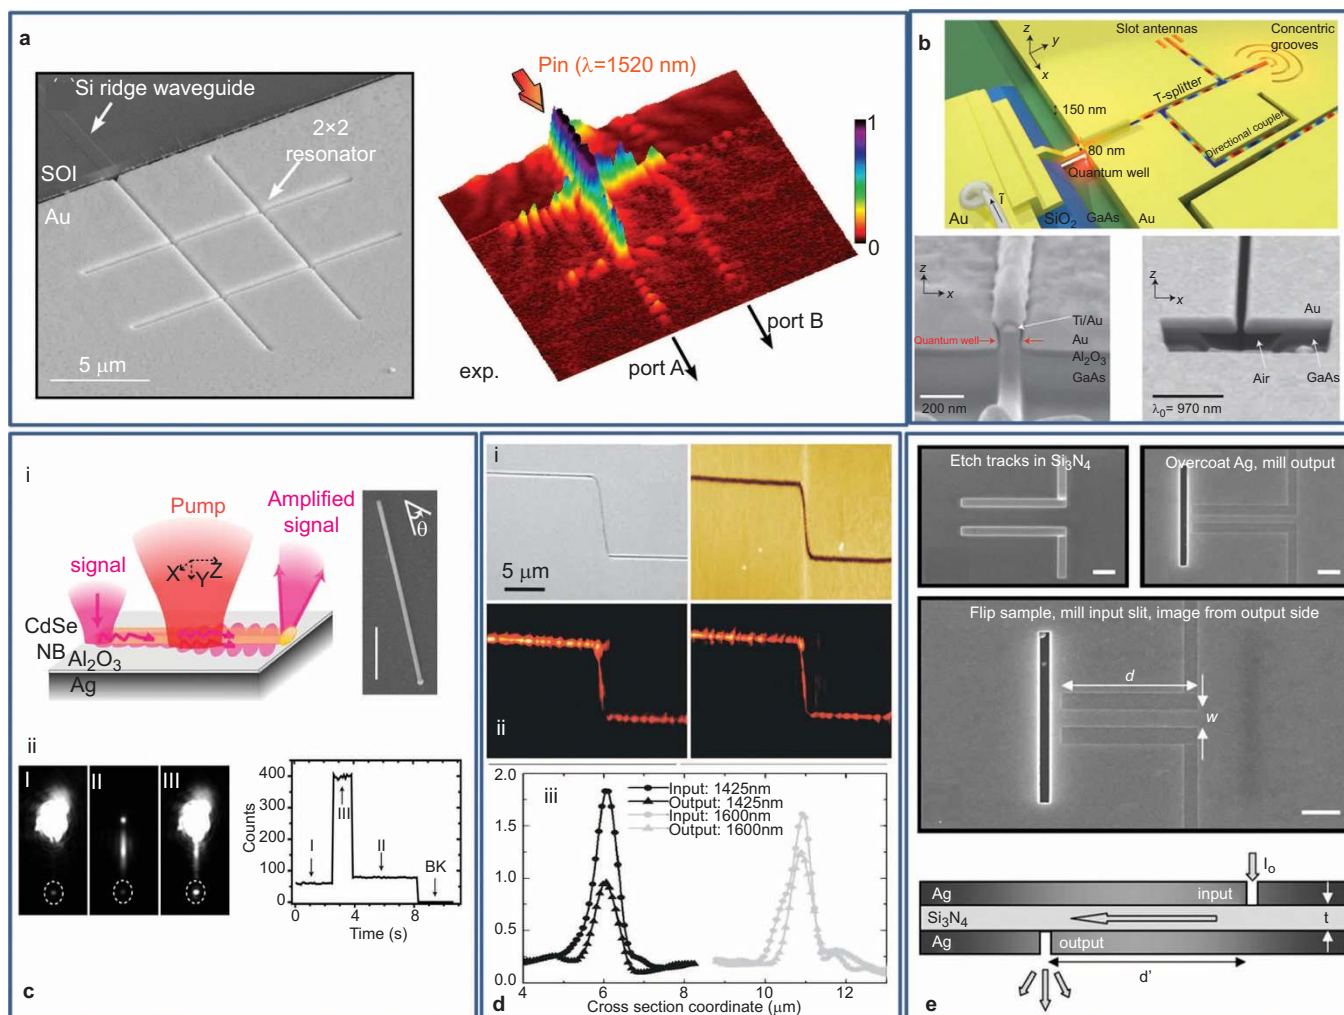 a
Si ridge waveguide
2×2
resonator
SOI
Au
5 μm
Pin (λ=1520 nm)
1
0
port B
port A
exp.
b
z
y
x
Slot antennas
Concentric
grooves
T-splitter
150 nm
Directional coupler
80 nm
Quantum well
Au
SiO₂
GaAs
Au
z
x
Ti/Au
Quantum well
Au
Al₂O₃
GaAs
200 nm
z
x
Au
Air
GaAs
λ₀= 970 nm
i
Pump
Amplified
signal
signal
X
Y
Z
θ
CdSe
NB
Al₂O₃
Ag
ii
I
II
III
400
300
200
100
0
Counts
I
III
II
BK
0
4
8
Time (s)
c
i
5 μm
ii
iii
2.0
1.5
1.0
0.5
0.0
Input: 1425nm
Output: 1425nm
Input: 1600nm
Output: 1600nm
4
6
8
10
12
Cross section coordinate (μm)
d
Etch tracks in Si₃N₄
Overcoat Ag, mill output
Flip sample, mill input slit, image from output side
d
w
I₀
Ag
input
Si₃N₄
t
Ag
output
d'
e